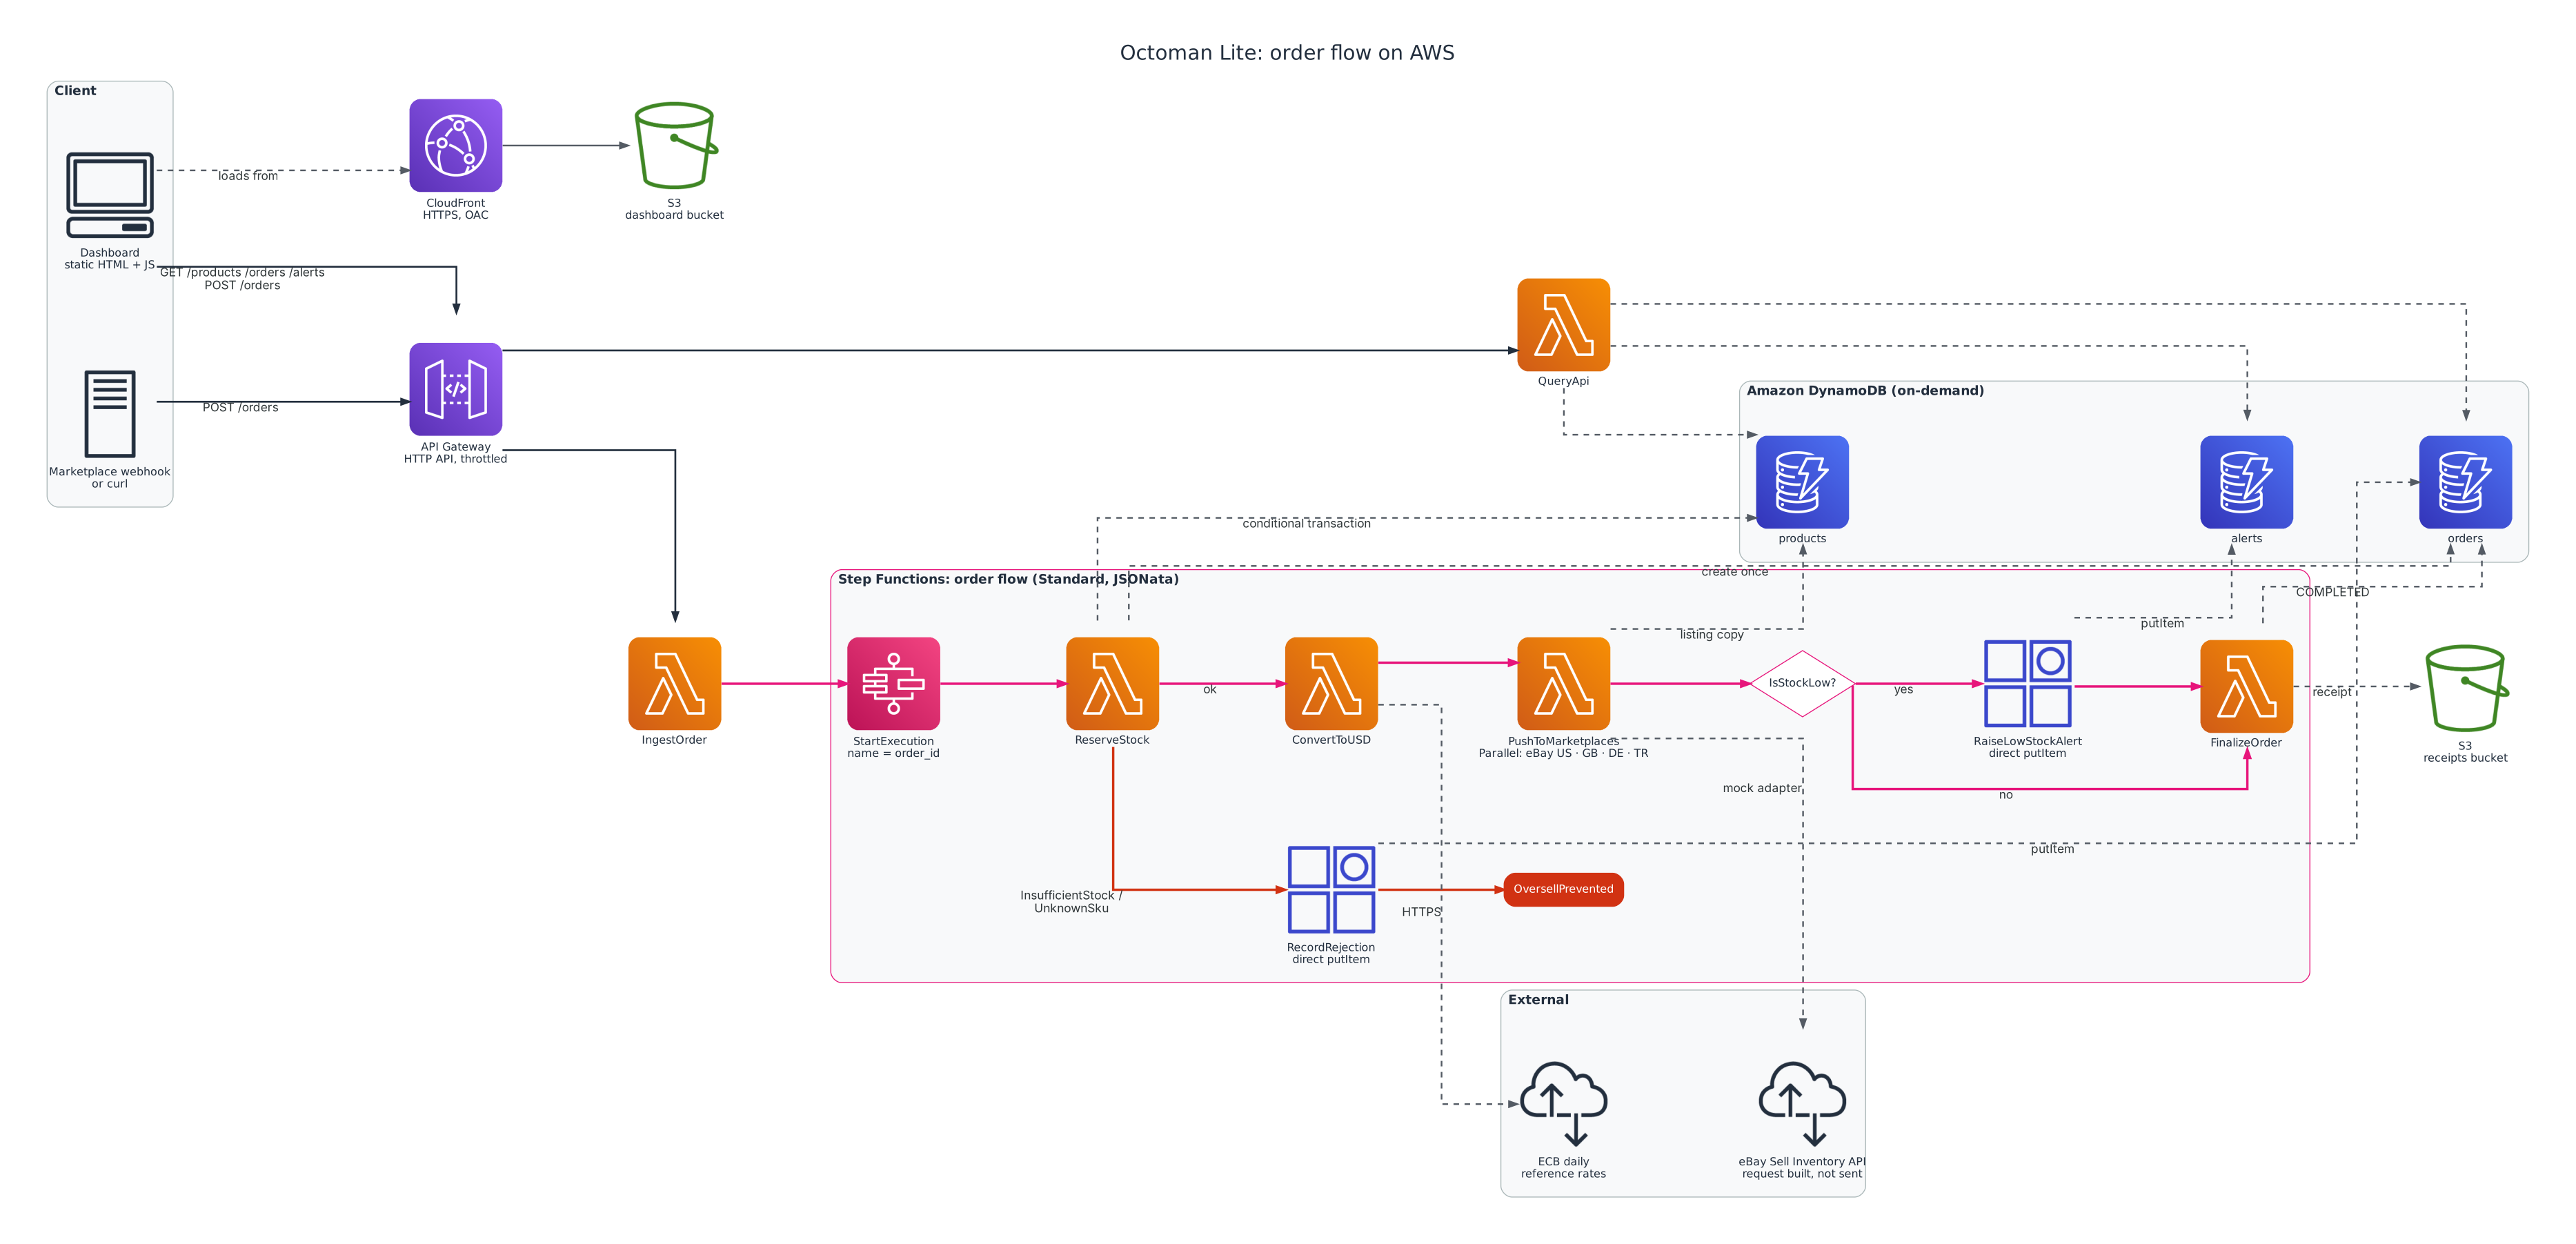 Octoman Lite: order flow on AWS
Client
loads from
CloudFront
HTTPS, OAC
S3
dashboard bucket
Dashboard
static HTML + JS
GET /products /orders /alerts
POST /orders
POST /orders
Marketplace webhook
or curl
API Gateway
HTTP API, throttled
QueryApi
Amazon DynamoDB (on-demand)
products
alerts
orders
conditional transaction
create once
Step Functions: order flow (Standard, JSONata)
COMPLETED
putItem
listing copy
IngestOrder
StartExecution
name = order_id
ReserveStock
ok
ConvertToUSD
PushToMarketplaces
Parallel: eBay US · GB · DE · TR
IsStockLow?
yes
RaiseLowStockAlert
direct putItem
FinalizeOrder
receipt
S3
receipts bucket
mock adapter
no
putItem
InsufficientStock /
UnknownSku
RecordRejection
direct putItem
HTTPS
OversellPrevented
External
ECB daily
reference rates
eBay Sell Inventory API
request built, not sent